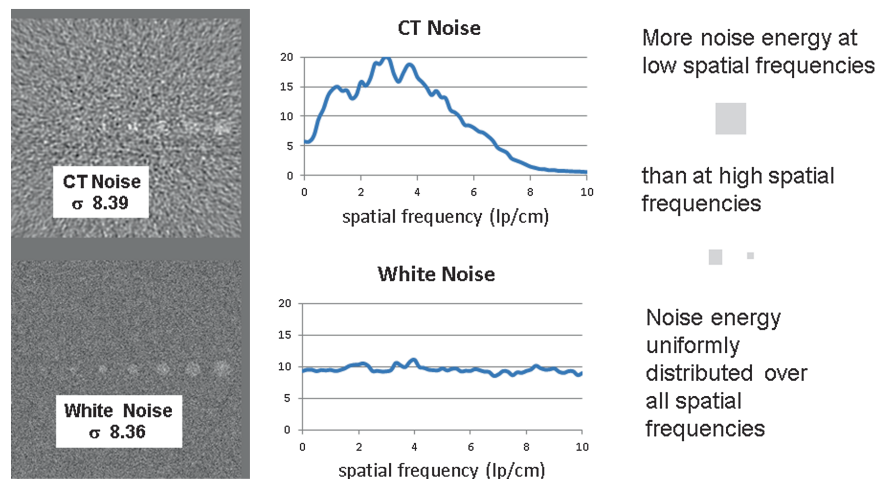 CT Noise
σ 8.39
White Noise
σ 8.36
CT Noise
20
15
10
5
0
0 2 4 6 8 10
spatial frequency (lp/cm)
White Noise
20
15
10
5
0
0 2 4 6 8 10
spatial frequency (lp/cm)
More noise energy at
low spatial frequencies
than at high spatial
frequencies
Noise energy
uniformly
distributed over
all spatial
frequencies